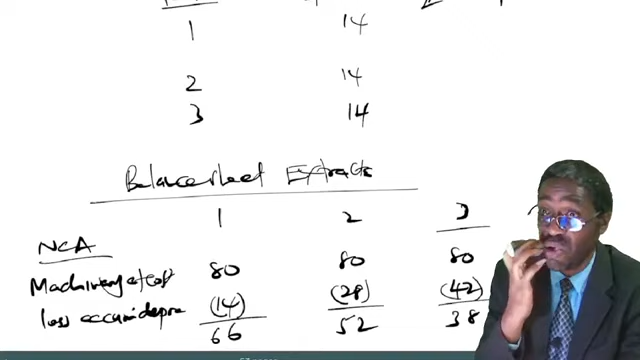 1 14
2 14
3 14
Balance sheet Extracts
1 2 3
NCA
Machinery at cost 80 80 80
less accum depre (14) (28) (42)
66 52 38